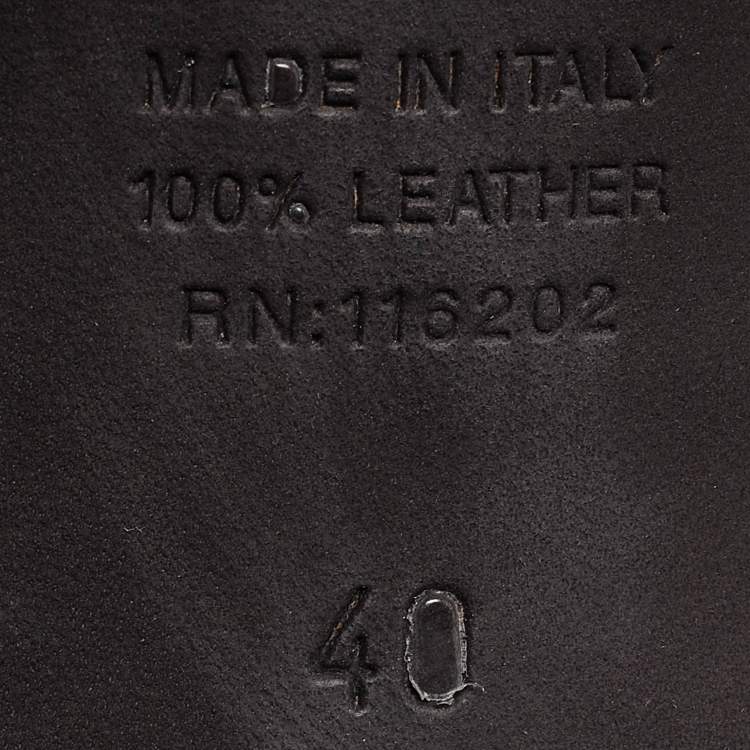 MADE IN ITALY
100% LEATHER
RN:116202
40